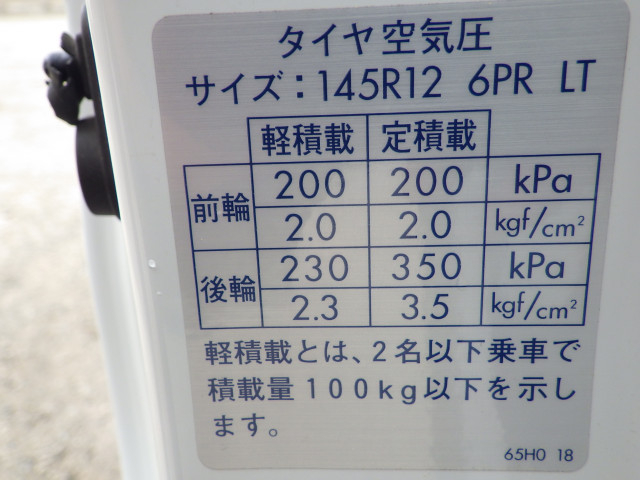 タイヤ空気圧
サイズ：145R12 6PR LT
軽積載 定積載
前輪 200 200 kPa
2.0 2.0 kgf/cm²
後輪 230 350 kPa
2.3 3.5 kgf/cm²
軽積載とは、2名以下乗車で
積載量100kg以下を示し
ます。
65H0 18